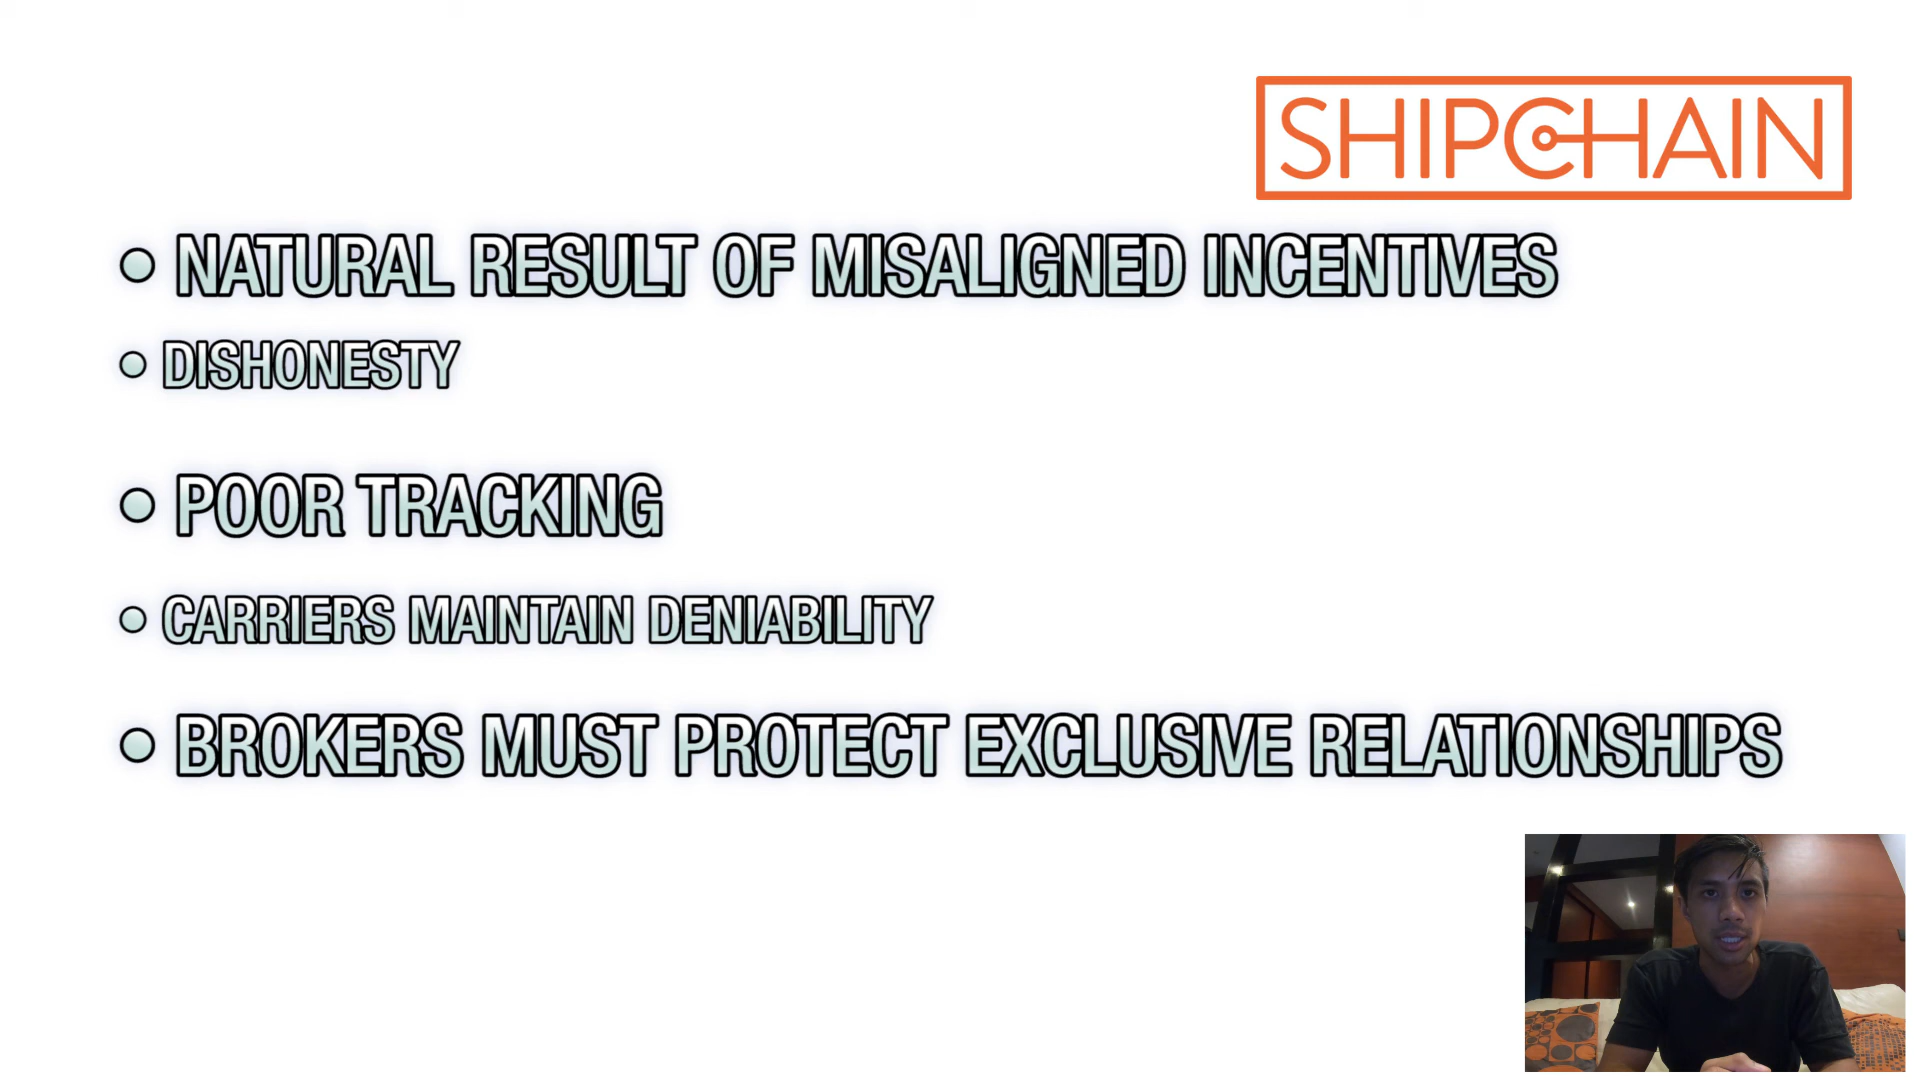 SHIPCHAIN
• NATURAL RESULT OF MISALIGNED INCENTIVES
• DISHONESTY
• POOR TRACKING
• CARRIERS MAINTAIN DENIABILITY
• BROKERS MUST PROTECT EXCLUSIVE RELATIONSHIPS